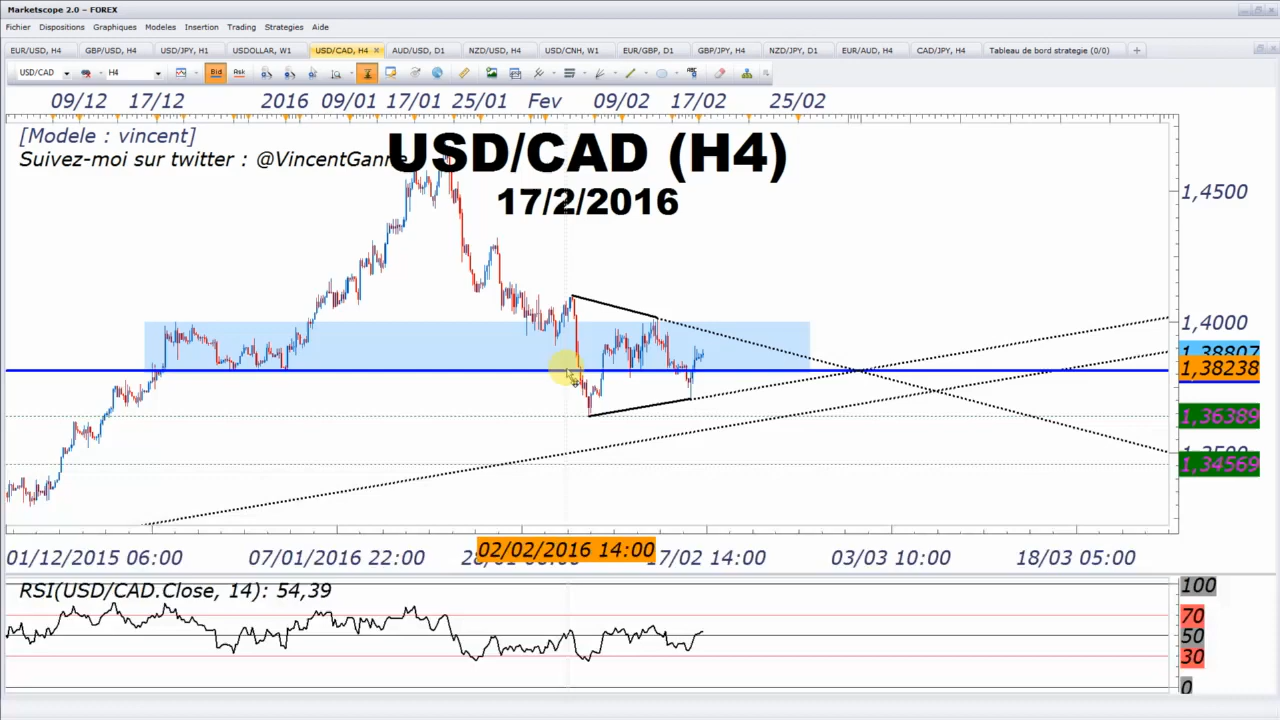 Marketscope 2.0 – FOREX
Fichier Dispositions Graphiques Modeles Insertion Trading Strategies Aide
EUR/USD, H4 GBP/USD, H4 USD/JPY, H1 USDOLLAR, W1 USD/CAD, H4 AUD/USD, D1 NZD/USD, H4 USD/CNH, W1 EUR/GBP, D1 GBP/JPY, H4 NZD/JPY, D1 EUR/AUD, H4 CAD/JPY, H4 Tableau de bord strategie (0/0)
USD/CAD H4 Bid Ask ABC
09/12 17/12 2016 09/01 17/01 25/01 Fev 09/02 17/02 25/02
[Modele : vincent]
Suivez-moi sur twitter : @VincentGanne
USD/CAD (H4)
17/2/2016
1,4500
1,4000
1,38807
1,38238
1,36389
1,3500
1,34569
01/12/2015 06:00 07/01/2016 22:00 02/02/2016 14:00 17/02 14:00 03/03 10:00 18/03 05:00
RSI(USD/CAD.Close, 14): 54,39
100
70
50
30
0